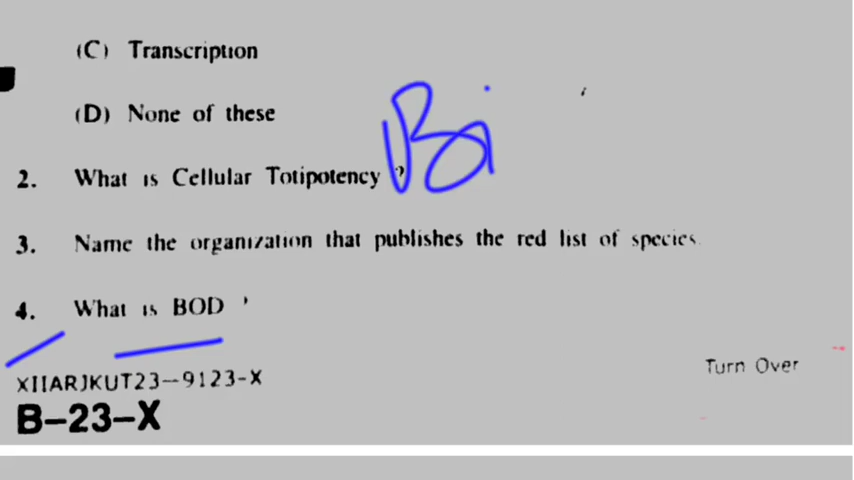 (C) Transcription
(D) None of these
Bi
2. What is Cellular Totipotency ?
3. Name the organization that publishes the red list of species.
4. What is BOD ?
XIIARJKUT23-9123-X
Turn Over
B-23-X